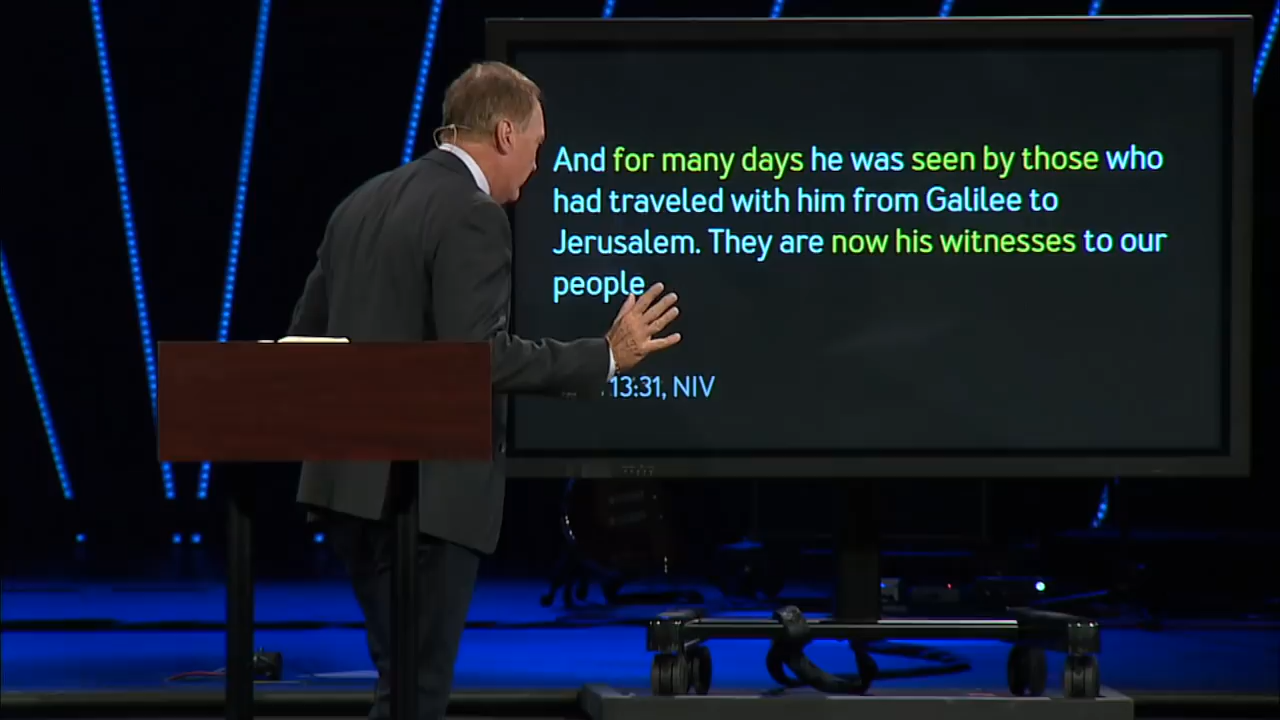 And for many days he was seen by those who
had traveled with him from Galilee to
Jerusalem. They are now his witnesses to our
people
13:31, NIV